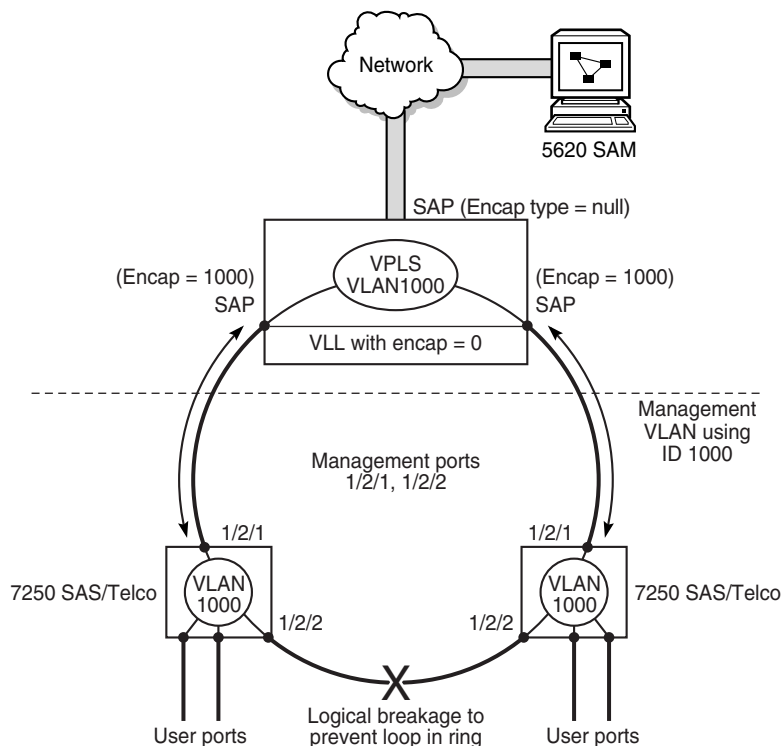 Network
5620 SAM
SAP (Encap type = null)
(Encap = 1000)
SAP
VPLS
VLAN1000
(Encap = 1000)
SAP
VLL with encap = 0
Management
VLAN using
ID 1000
Management ports
1/2/1, 1/2/2
1/2/1
1/2/1
7250 SAS/Telco
VLAN
1000
1/2/2
1/2/2
VLAN
1000
7250 SAS/Telco
X
User ports
Logical breakage to
prevent loop in ring
User ports